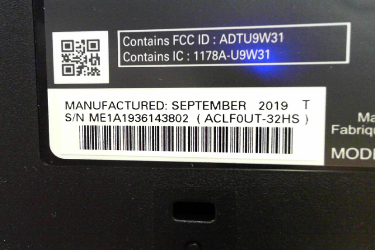 Contains FCC ID : ADTU9W31
Contains IC : 1178A-U9W31
MANUFACTURED: SEPTEMBER 2019 T
S/N ME1A1936143802 ( ACLF0UT-32HS )